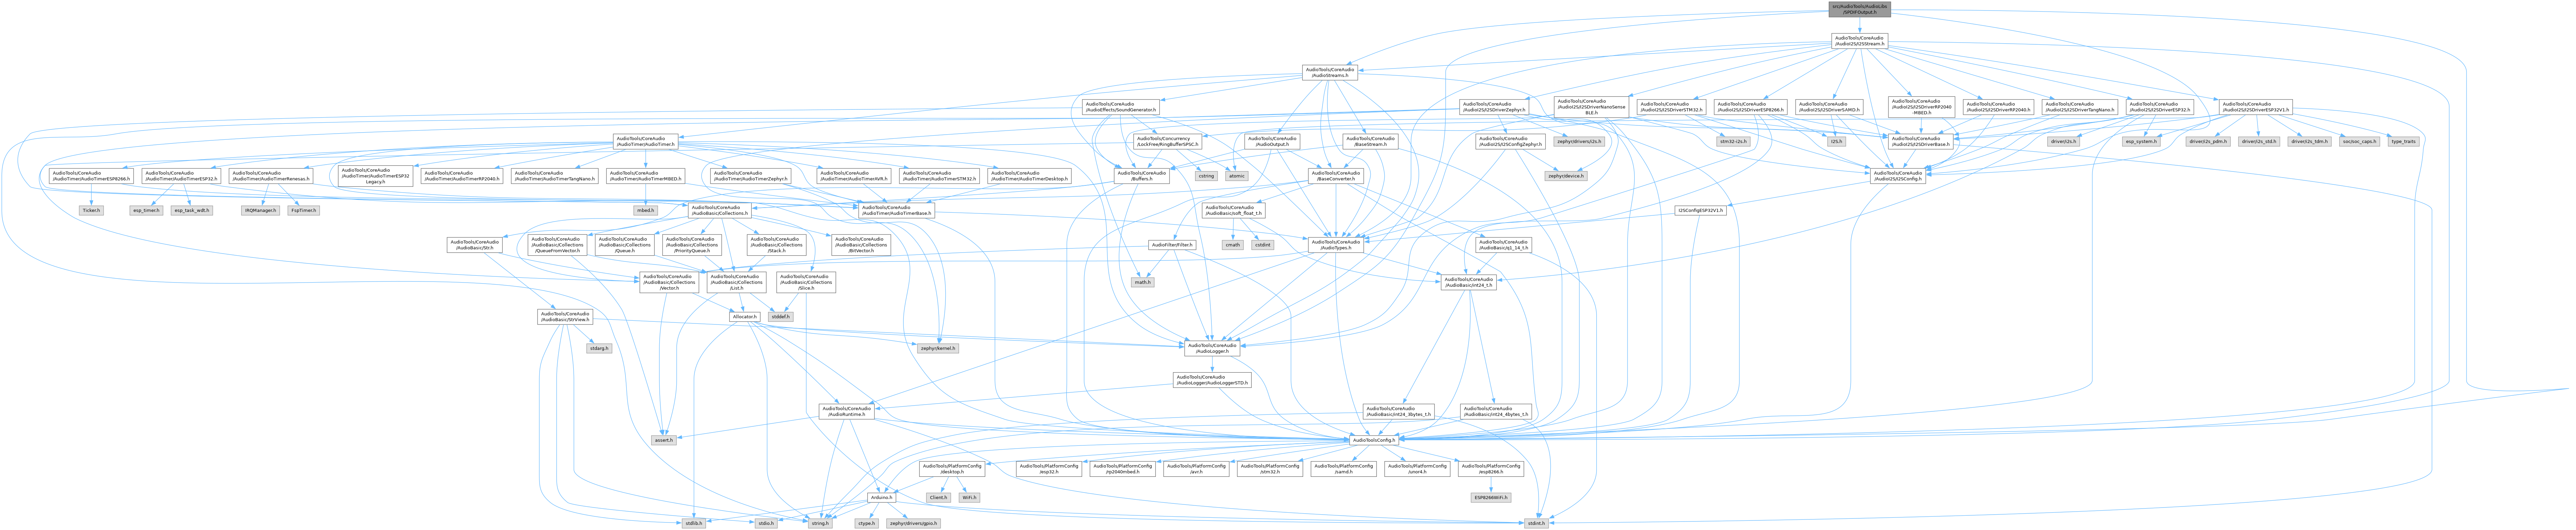 src/AudioTools/AudioLibs
/SPDIFOutput.h
AudioTools/CoreAudio
/AudioI2S/I2SStream.h
AudioTools/CoreAudio
/AudioStreams.h
AudioTools/CoreAudio
/AudioEffects/SoundGenerator.h
AudioTools/CoreAudio
/AudioI2S/I2SDriverZephyr.h
AudioTools/CoreAudio
/AudioI2S/I2SDriverNanoSense
BLE.h
AudioTools/CoreAudio
/AudioI2S/I2SDriverSTM32.h
AudioTools/CoreAudio
/AudioI2S/I2SDriverESP8266.h
AudioTools/CoreAudio
/AudioI2S/I2SDriverSAMD.h
AudioTools/CoreAudio
/AudioI2S/I2SDriverRP2040
-MBED.h
AudioTools/CoreAudio
/AudioI2S/I2SDriverRP2040.h
AudioTools/CoreAudio
/AudioI2S/I2SDriverTangNano.h
AudioTools/CoreAudio
/AudioI2S/I2SDriverESP32.h
AudioTools/CoreAudio
/AudioI2S/I2SDriverESP32V1.h
AudioTools/CoreAudio
/AudioTimer/AudioTimer.h
AudioTools/Concurrency
/LockFree/RingBufferSPSC.h
AudioTools/CoreAudio
/AudioOutput.h
AudioTools/CoreAudio
/BaseStream.h
AudioTools/CoreAudio
/AudioI2S/I2SConfigZephyr.h
zephyr/drivers/i2s.h
stm32-i2s.h
I2S.h
AudioTools/CoreAudio
/AudioI2S/I2SDriverBase.h
driver/i2s.h
esp_system.h
driver/i2s_pdm.h
driver/i2s_std.h
driver/i2s_tdm.h
soc/soc_caps.h
type_traits
AudioTools/CoreAudio
/AudioTimer/AudioTimerESP8266.h
AudioTools/CoreAudio
/AudioTimer/AudioTimerESP32.h
AudioTools/CoreAudio
/AudioTimer/AudioTimerRenesas.h
AudioTools/CoreAudio
/AudioTimer/AudioTimerESP32
Legacy.h
AudioTools/CoreAudio
/AudioTimer/AudioTimerRP2040.h
AudioTools/CoreAudio
/AudioTimer/AudioTimerTangNano.h
AudioTools/CoreAudio
/AudioTimer/AudioTimerMBED.h
AudioTools/CoreAudio
/AudioTimer/AudioTimerZephyr.h
AudioTools/CoreAudio
/AudioTimer/AudioTimerAVR.h
AudioTools/CoreAudio
/AudioTimer/AudioTimerSTM32.h
AudioTools/CoreAudio
/AudioTimer/AudioTimerDesktop.h
AudioTools/CoreAudio
/Buffers.h
cstring
atomic
AudioTools/CoreAudio
/BaseConverter.h
zephyr/device.h
AudioTools/CoreAudio
/AudioI2S/I2SConfig.h
Ticker.h
esp_timer.h
esp_task_wdt.h
IRQManager.h
FspTimer.h
mbed.h
AudioTools/CoreAudio
/AudioBasic/Collections.h
AudioTools/CoreAudio
/AudioTimer/AudioTimerBase.h
AudioTools/CoreAudio
/AudioBasic/soft_float_t.h
I2SConfigESP32V1.h
AudioTools/CoreAudio
/AudioBasic/Str.h
AudioTools/CoreAudio
/AudioBasic/Collections
/QueueFromVector.h
AudioTools/CoreAudio
/AudioBasic/Collections
/Queue.h
AudioTools/CoreAudio
/AudioBasic/Collections
/PriorityQueue.h
AudioTools/CoreAudio
/AudioBasic/Collections
/Stack.h
AudioTools/CoreAudio
/AudioBasic/Collections
/BitVector.h
AudioFilter/Filter.h
cmath
cstdint
AudioTools/CoreAudio
/AudioTypes.h
AudioTools/CoreAudio
/AudioBasic/q1_14_t.h
AudioTools/CoreAudio
/AudioBasic/Collections
/Vector.h
AudioTools/CoreAudio
/AudioBasic/Collections
/List.h
AudioTools/CoreAudio
/AudioBasic/Collections
/Slice.h
math.h
AudioTools/CoreAudio
/AudioBasic/int24_t.h
AudioTools/CoreAudio
/AudioBasic/StrView.h
Allocator.h
stddef.h
stdarg.h
zephyr/kernel.h
AudioTools/CoreAudio
/AudioLogger.h
AudioTools/CoreAudio
/AudioLogger/AudioLoggerSTD.h
AudioTools/CoreAudio
/AudioRuntime.h
AudioTools/CoreAudio
/AudioBasic/int24_3bytes_t.h
AudioTools/CoreAudio
/AudioBasic/int24_4bytes_t.h
assert.h
AudioToolsConfig.h
AudioTools/PlatformConfig
/desktop.h
AudioTools/PlatformConfig
/esp32.h
AudioTools/PlatformConfig
/rp2040mbed.h
AudioTools/PlatformConfig
/avr.h
AudioTools/PlatformConfig
/stm32.h
AudioTools/PlatformConfig
/samd.h
AudioTools/PlatformConfig
/unor4.h
AudioTools/PlatformConfig
/esp8266.h
Arduino.h
Client.h
WiFi.h
ESP8266WiFi.h
stdlib.h
stdio.h
string.h
ctype.h
zephyr/drivers/gpio.h
stdint.h